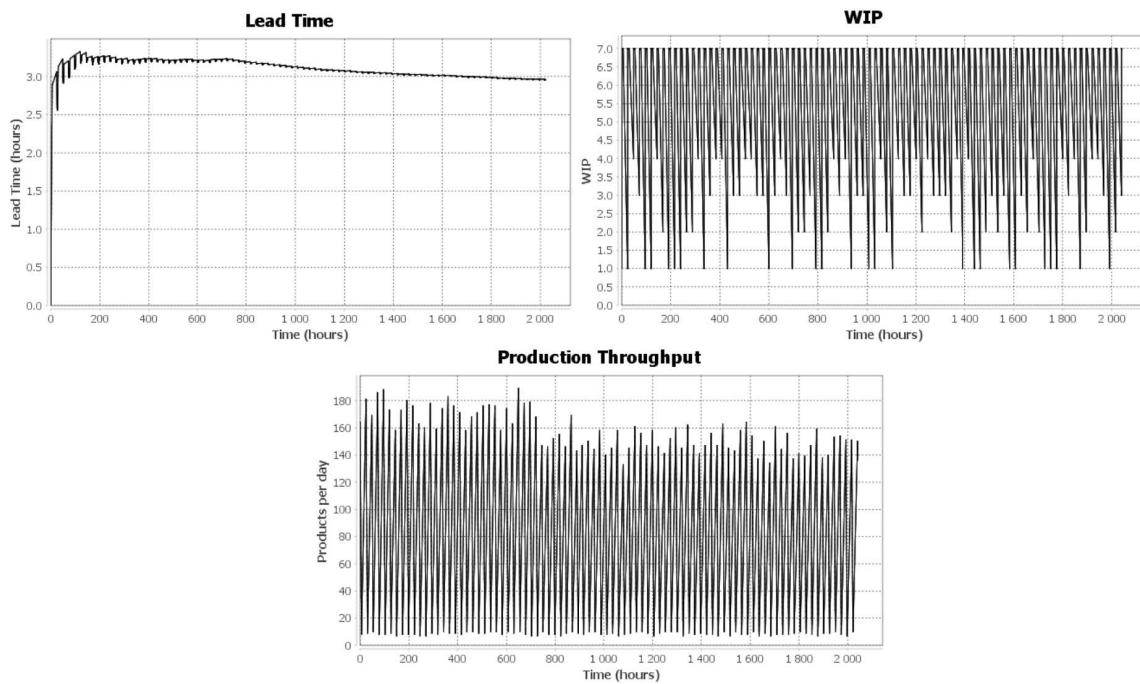 Lead Time
Lead Time (hours)
3.0
2.5
2.0
1.5
1.0
0.5
0.0
0 200 400 600 800 1 000 1 200 1 400 1 600 1 800 2 000
Time (hours)
WIP
WIP
7.0
6.5
6.0
5.5
5.0
4.5
4.0
3.5
3.0
2.5
2.0
1.5
1.0
0.5
0.0
0 200 400 600 800 1 000 1 200 1 400 1 600 1 800 2 000
Time (hours)
Production Throughput
Products per day
180
160
140
120
100
80
60
40
20
0
0 200 400 600 800 1 000 1 200 1 400 1 600 1 800 2 000
Time (hours)